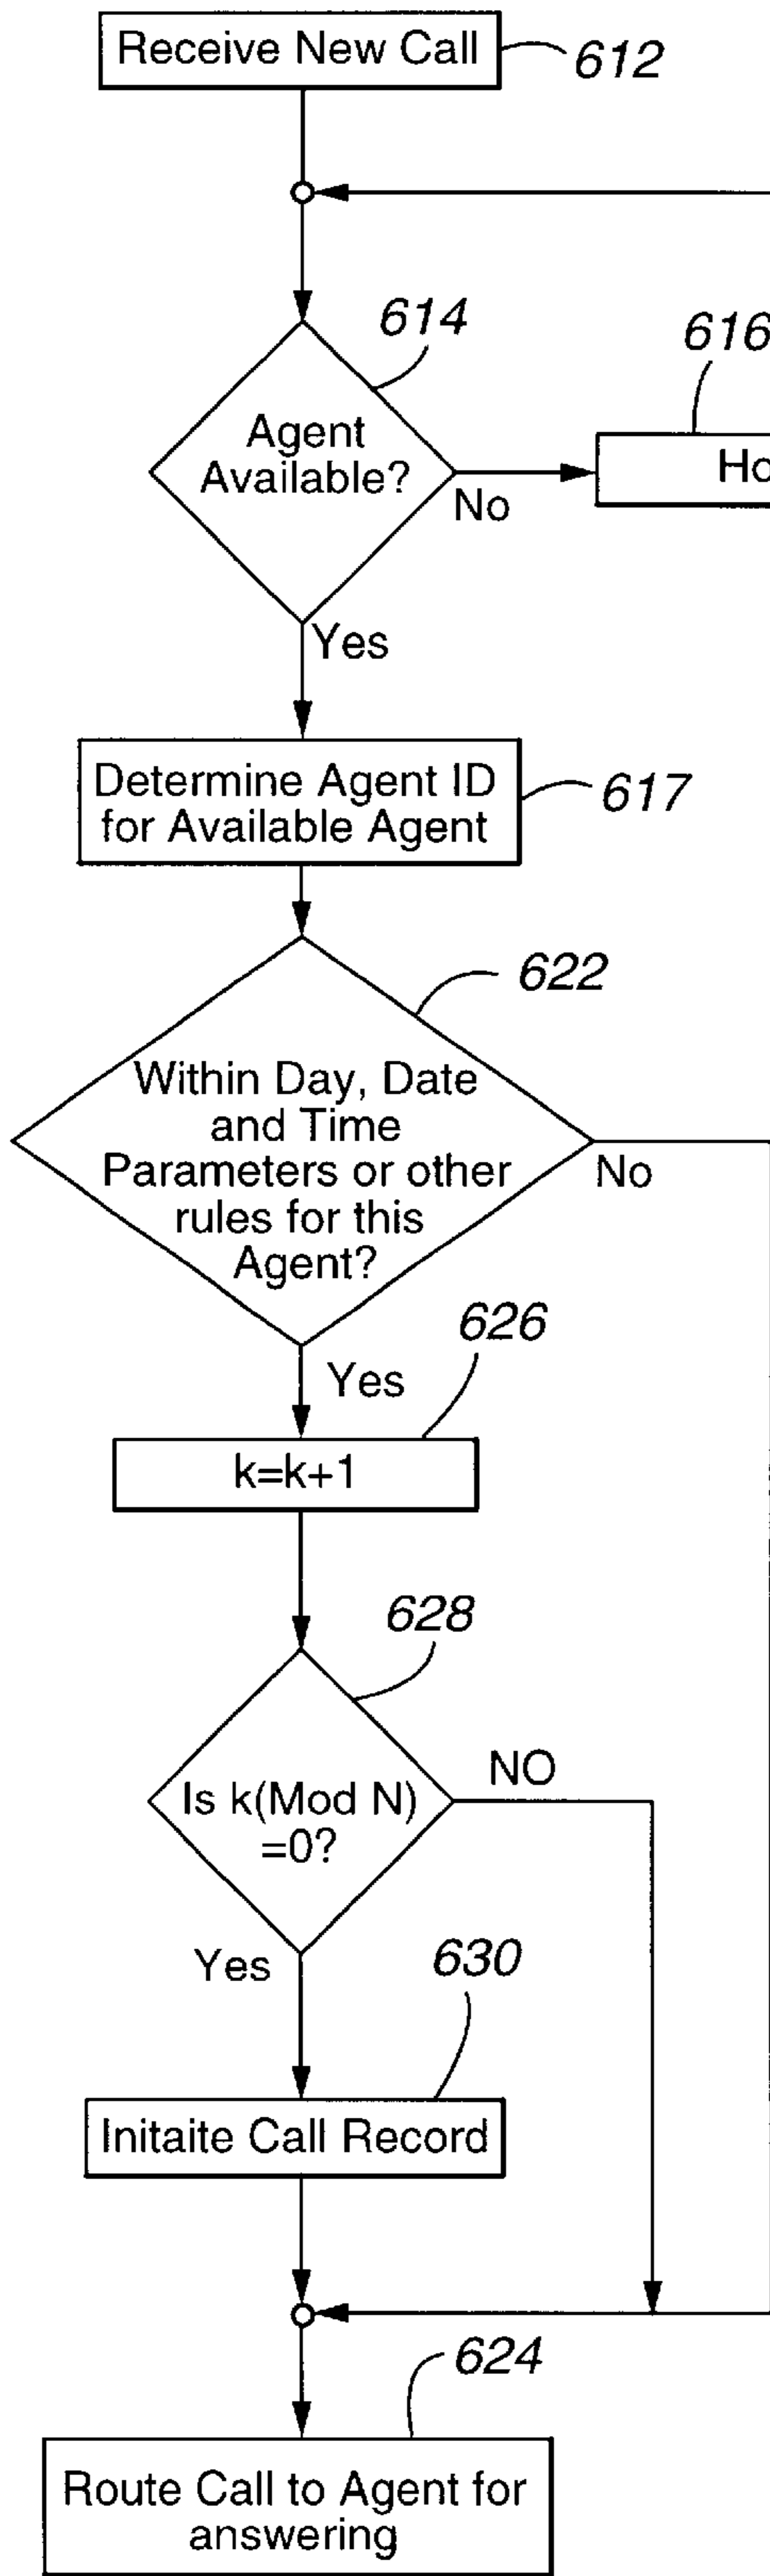 Receive New Call
612
614
Agent
Available?
No
616
Ho
Yes
Determine Agent ID
for Available Agent
617
622
Within Day, Date
and Time
Parameters or other
rules for this
Agent?
No
626
Yes
k=k+1
628
Is k(Mod N)
=0?
NO
Yes
630
Initaite Call Record
624
Route Call to Agent for
answering